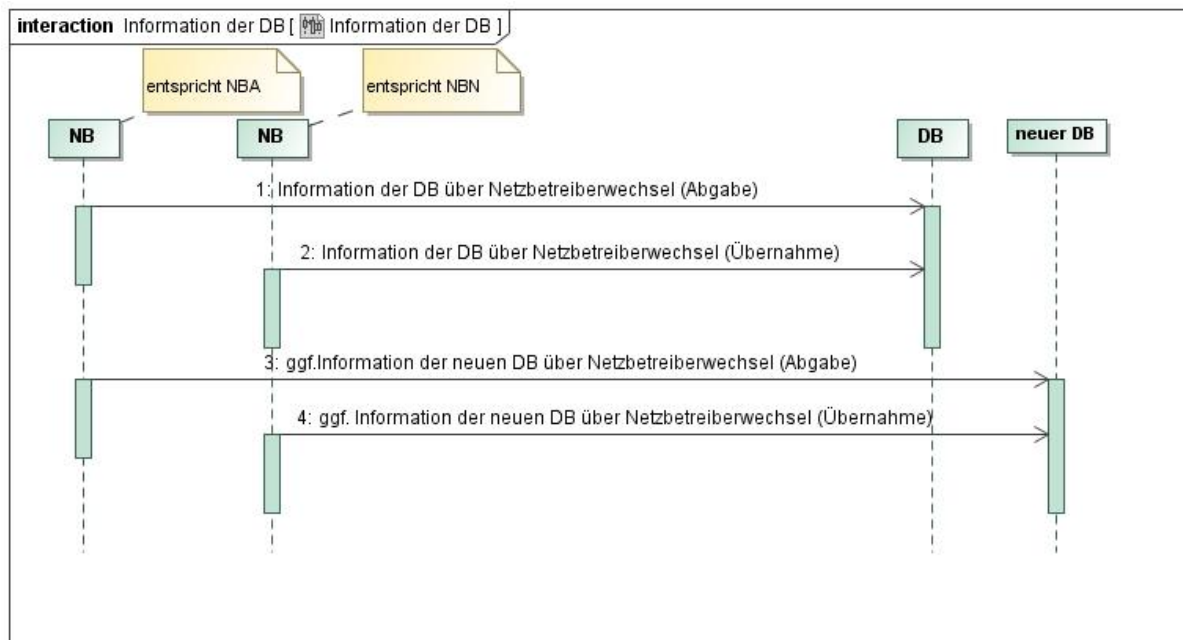 interaction Information der DB [ Information der DB ]
entspricht NBA
entspricht NBN
NB
NB
DB
neuer DB
1: Information der DB über Netzbetreiberwechsel (Abgabe)
2: Information der DB über Netzbetreiberwechsel (Übernahme)
3: ggf.Information der neuen DB über Netzbetreiberwechsel (Abgabe)
4: ggf. Information der neuen DB über Netzbetreiberwechsel (Übernahme)